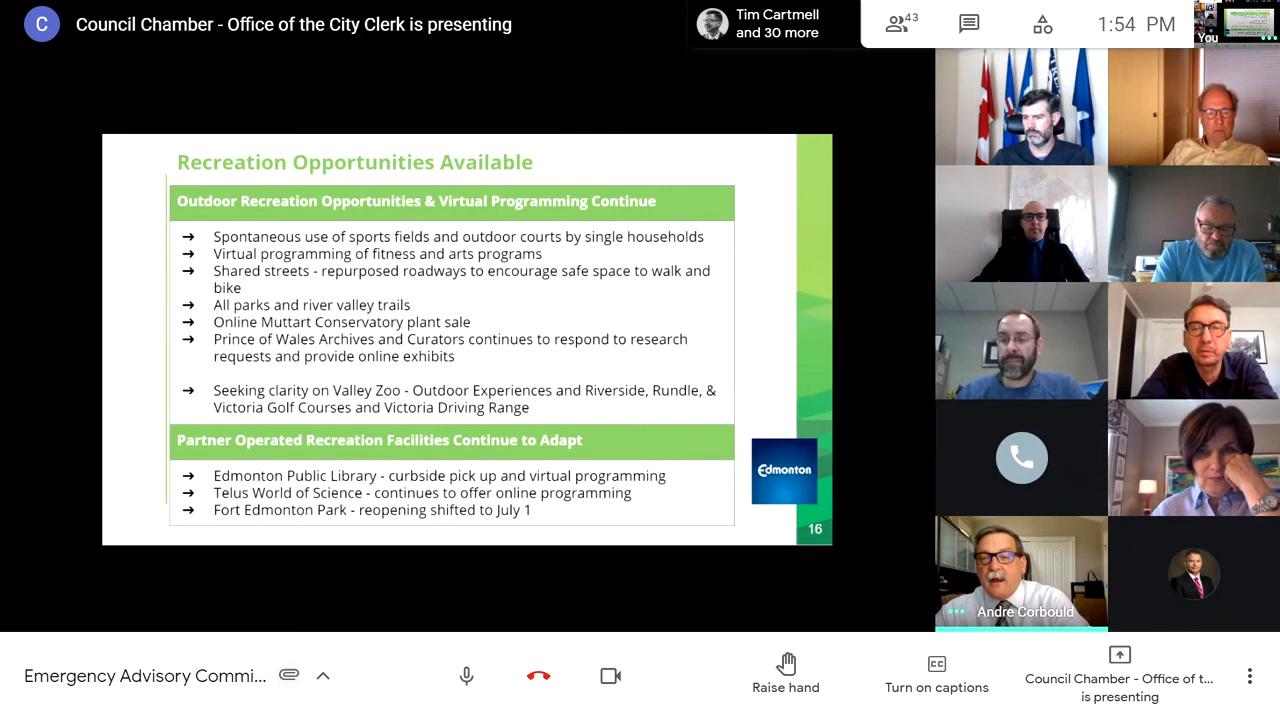 C
Council Chamber - Office of the City Clerk is presenting
Tim Cartmell
and 30 more
43
1:54 PM
You
Recreation Opportunities Available
Outdoor Recreation Opportunities & Virtual Programming Continue
➔ Spontaneous use of sports fields and outdoor courts by single households
➔ Virtual programming of fitness and arts programs
➔ Shared streets - repurposed roadways to encourage safe space to walk and
bike
➔ All parks and river valley trails
➔ Online Muttart Conservatory plant sale
➔ Prince of Wales Archives and Curators continues to respond to research
requests and provide online exhibits
➔ Seeking clarity on Valley Zoo - Outdoor Experiences and Riverside, Rundle, &
Victoria Golf Courses and Victoria Driving Range
Partner Operated Recreation Facilities Continue to Adapt
➔ Edmonton Public Library - curbside pick up and virtual programming
➔ Telus World of Science - continues to offer online programming
➔ Fort Edmonton Park - reopening shifted to July 1
Edmonton
16
Andre Corbould
Emergency Advisory Commi...
Raise hand
CC
Turn on captions
Council Chamber - Office of t...
is presenting